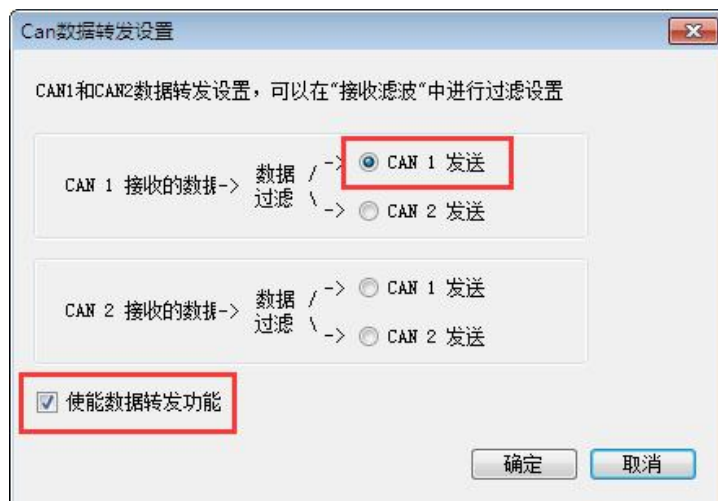 Can数据转发设置
CAN1和CAN2数据转发设置，可以在“接收滤波”中进行过滤设置
CAN 1 接收的数据-> 数据过滤 / -> CAN 1 发送
\ -> CAN 2 发送
CAN 2 接收的数据-> 数据过滤 / -> CAN 1 发送
\ -> CAN 2 发送
使能数据转发功能
确定 取消